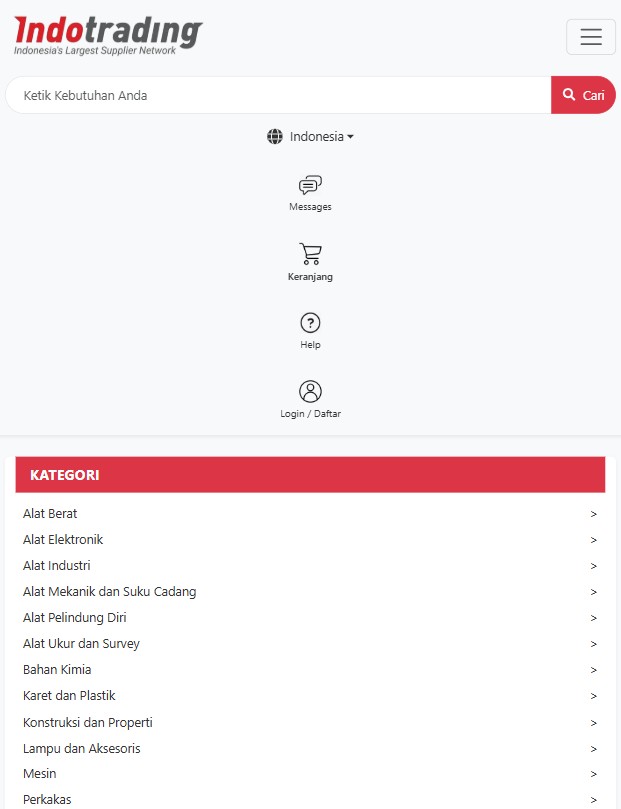 Indotrading
Indonesia's Largest Supplier Network
Ketik Kebutuhan Anda
Cari
Indonesia
Messages
Keranjang
?
Help
Login / Daftar
KATEGORI
Alat Berat >
Alat Elektronik >
Alat Industri >
Alat Mekanik dan Suku Cadang >
Alat Pelindung Diri >
Alat Ukur dan Survey >
Bahan Kimia >
Karet dan Plastik >
Konstruksi dan Properti >
Lampu dan Aksesoris >
Mesin >
Perkakas >